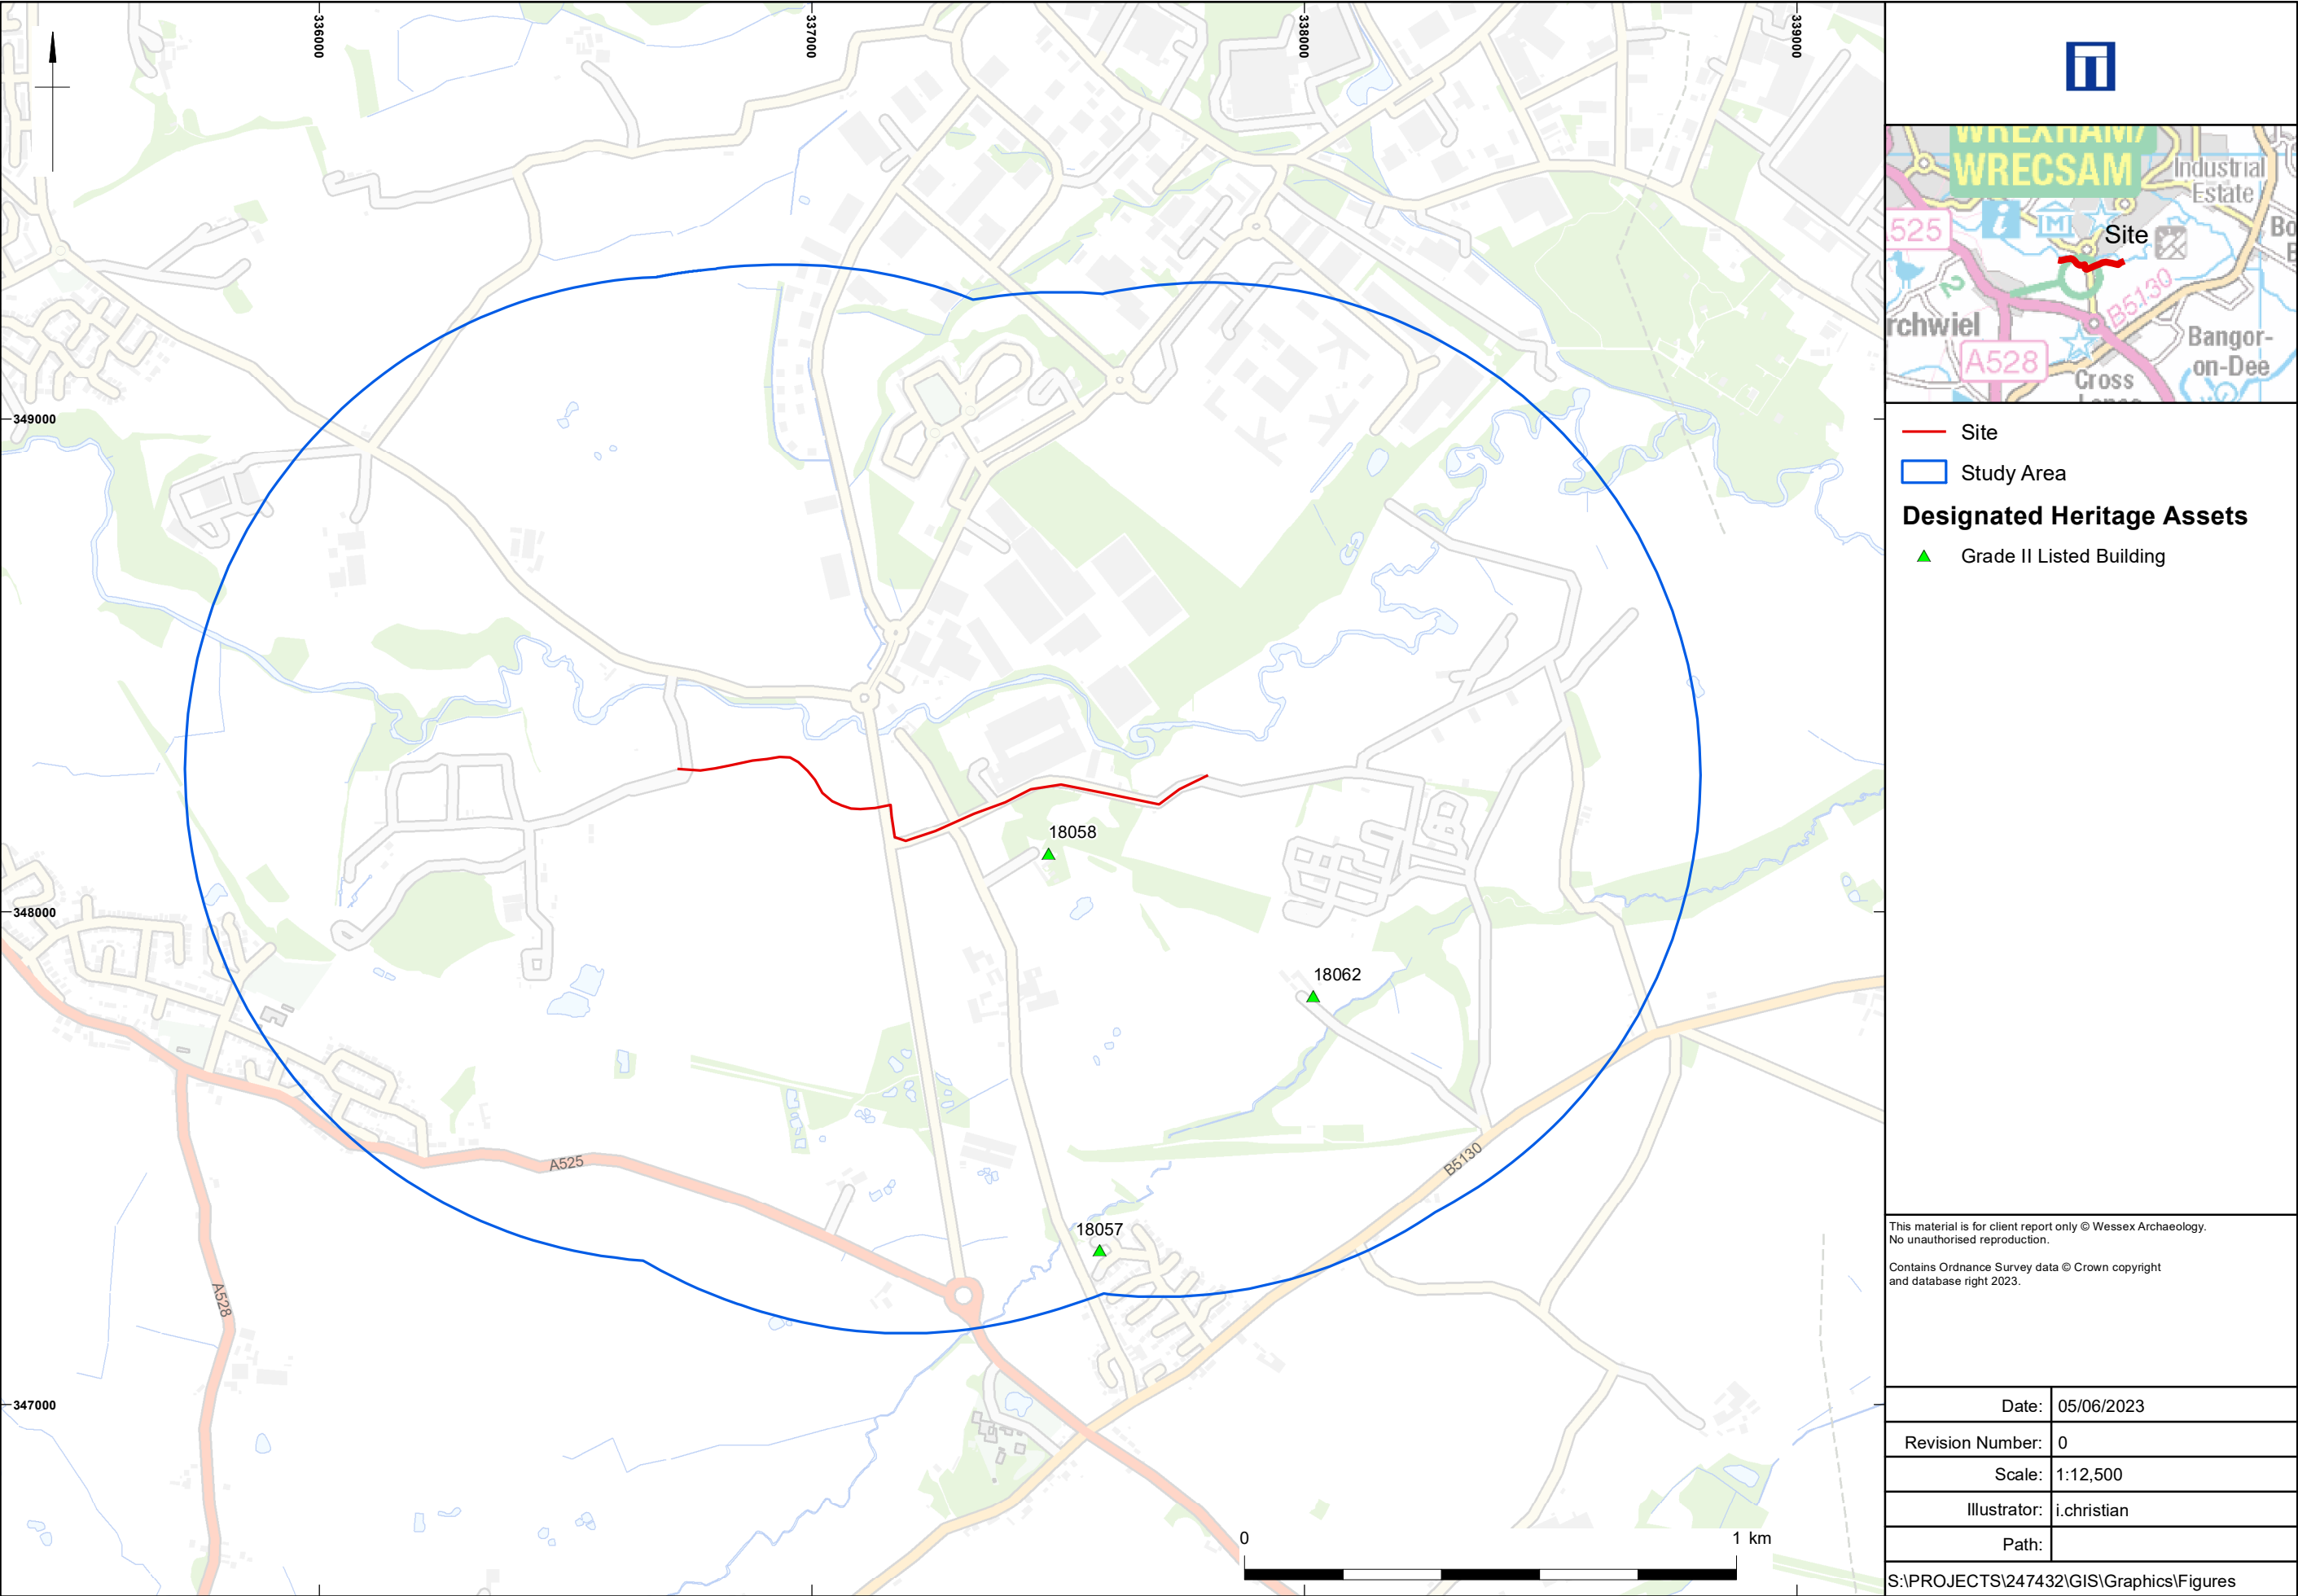 336000
337000
338000
339000
349000
348000
347000
18058
18062
18057
A525
A528
B5130
0
1 km
WREXHAM/
WRECSAM
Industrial
Estate
Site
2
B5130
rchwiel
A528
Bangor-
on-Dee
Cross
Site
Study Area
Designated Heritage Assets
Grade II Listed Building
This material is for client report only © Wessex Archaeology.
No unauthorised reproduction.
Contains Ordnance Survey data © Crown copyright
and database right 2023.
Date: 05/06/2023
Revision Number: 0
Scale: 1:12,500
Illustrator: i.christian
Path:
S:\PROJECTS\247432\GIS\Graphics\Figures